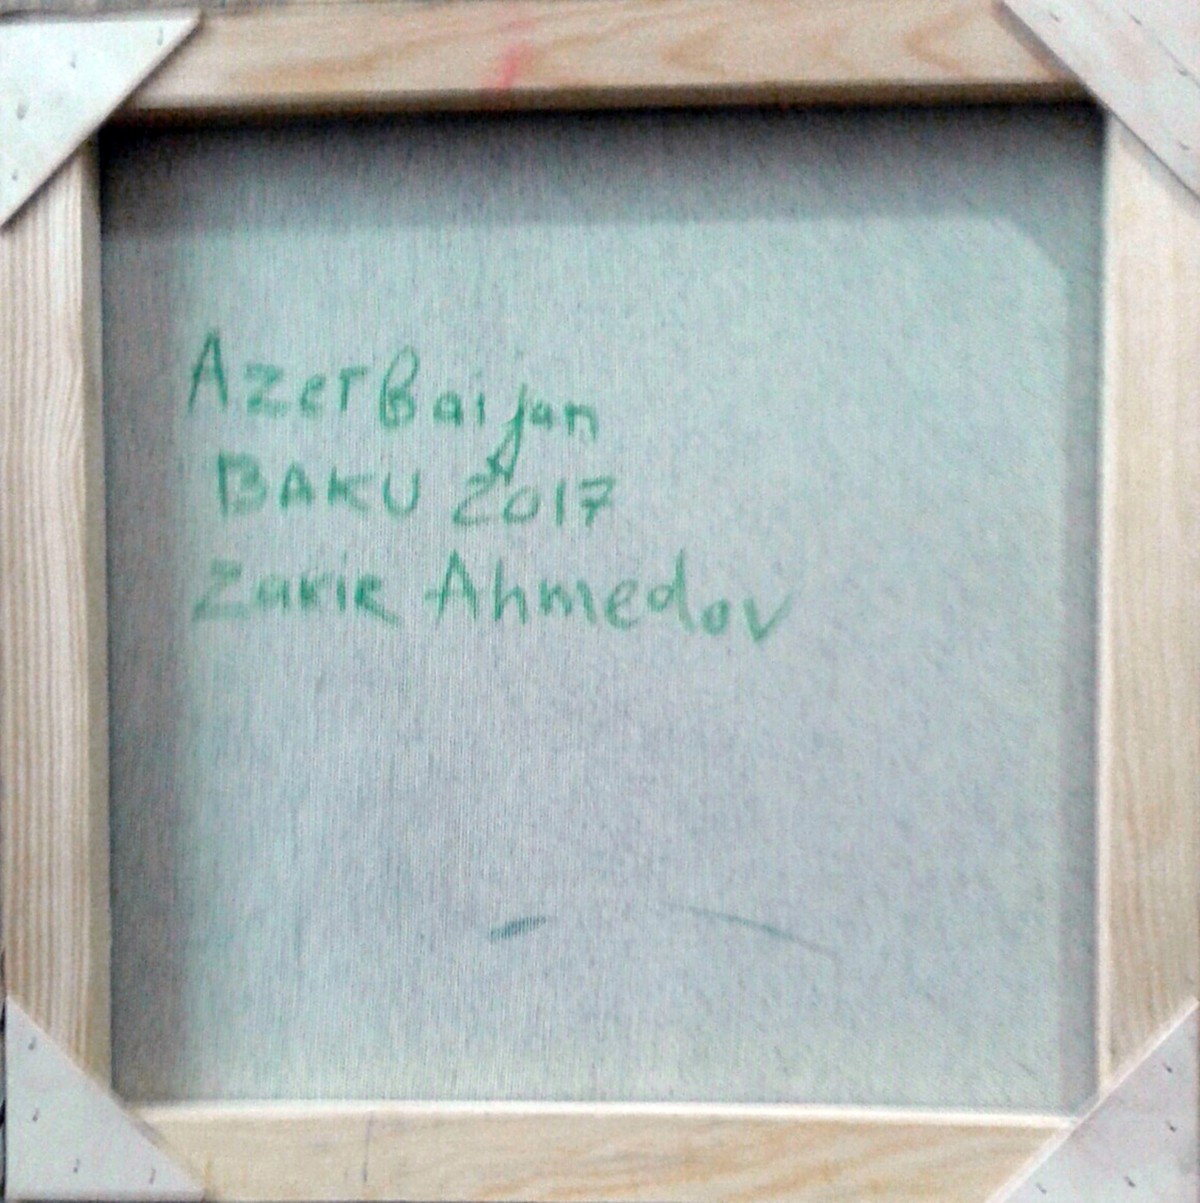 AzerBaijan
BAKU 2017
Zakir Ahmedov